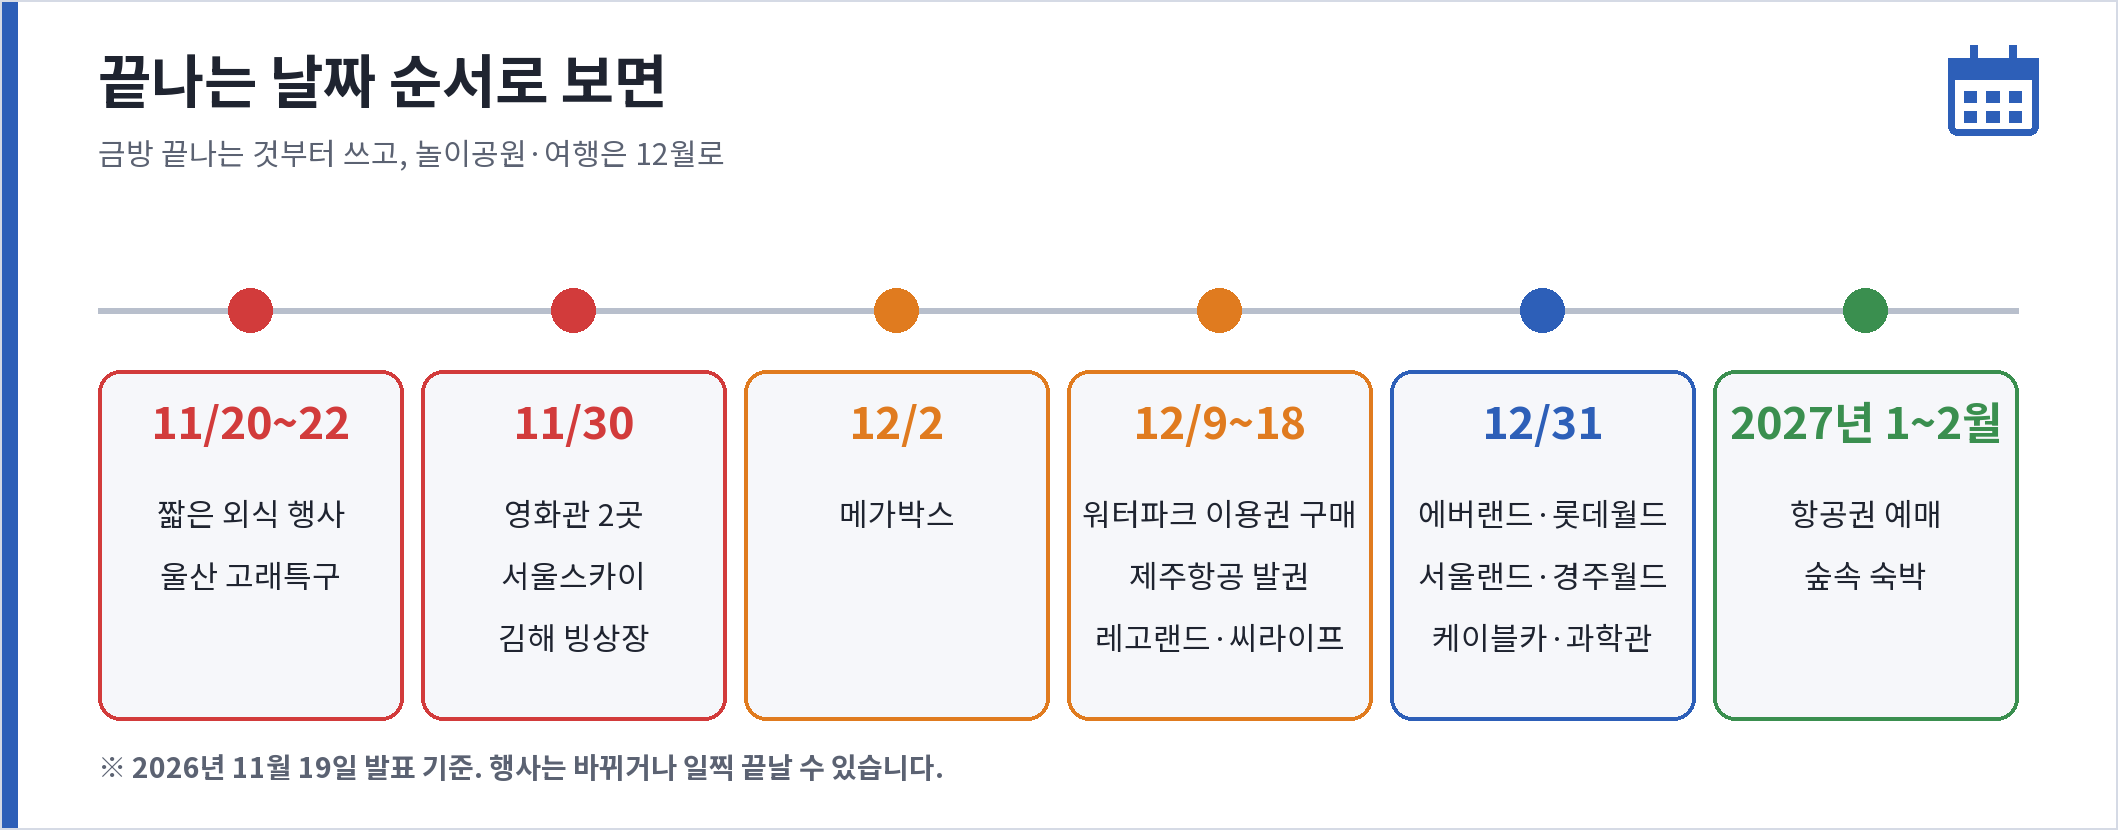 끝나는 날짜 순서로 보면
금방 끝나는 것부터 쓰고, 놀이공원·여행은 12월로
11/20~22
짧은 외식 행사
울산 고래특구
11/30
영화관 2곳
서울스카이
김해 빙상장
12/2
메가박스
12/9~18
워터파크 이용권 구매
제주항공 발권
레고랜드·씨라이프
12/31
에버랜드·롯데월드
서울랜드·경주월드
케이블카·과학관
2027년 1~2월
항공권 예매
숲속 숙박
※ 2026년 11월 19일 발표 기준. 행사는 바뀌거나 일찍 끝날 수 있습니다.